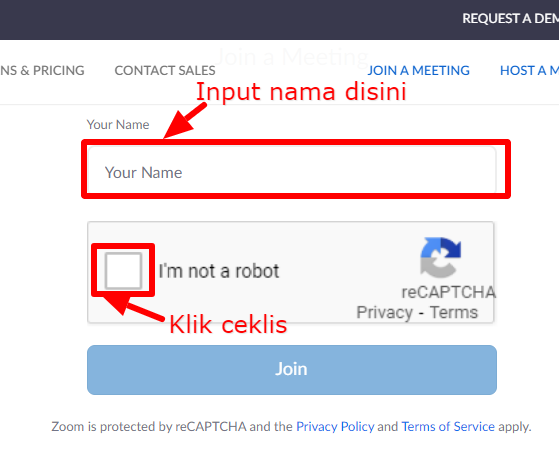 REQUEST A DEM
Join a Meeting
NS & PRICING CONTACT SALES JOIN A MEETING HOST A M
Input nama disini
Your Name
Your Name
I'm not a robot
reCAPTCHA
Privacy - Terms
Klik ceklis
Join
Zoom is protected by reCAPTCHA and the Privacy Policy and Terms of Service apply.